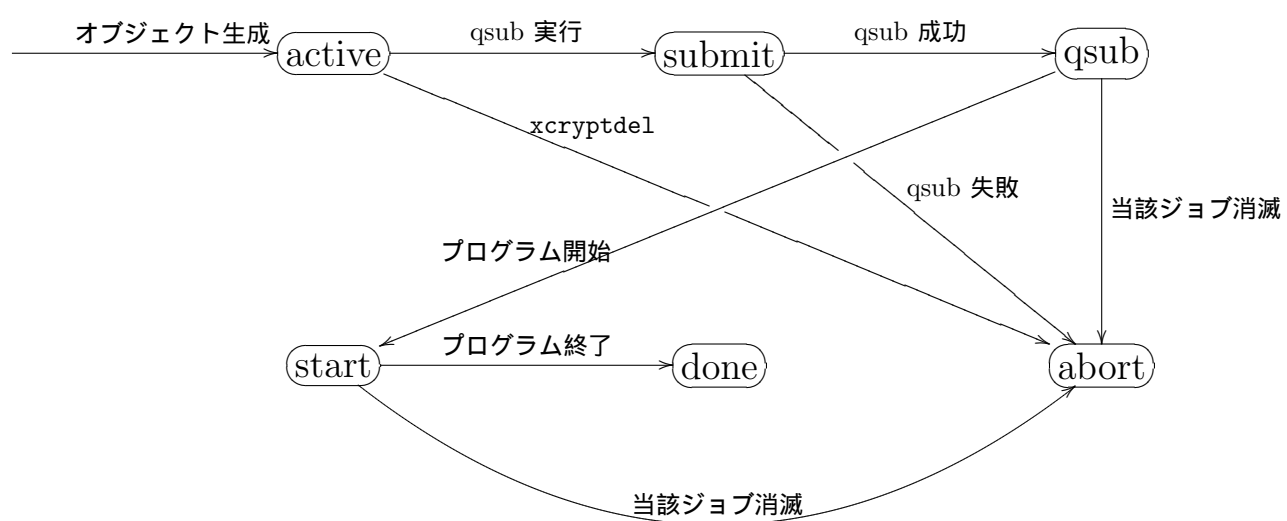 オブジェクト生成
active
qsub 実行
submit
qsub 成功
qsub
xcryptdel
qsub 失敗
当該ジョブ消滅
プログラム開始
start
プログラム終了
done
abort
当該ジョブ消滅